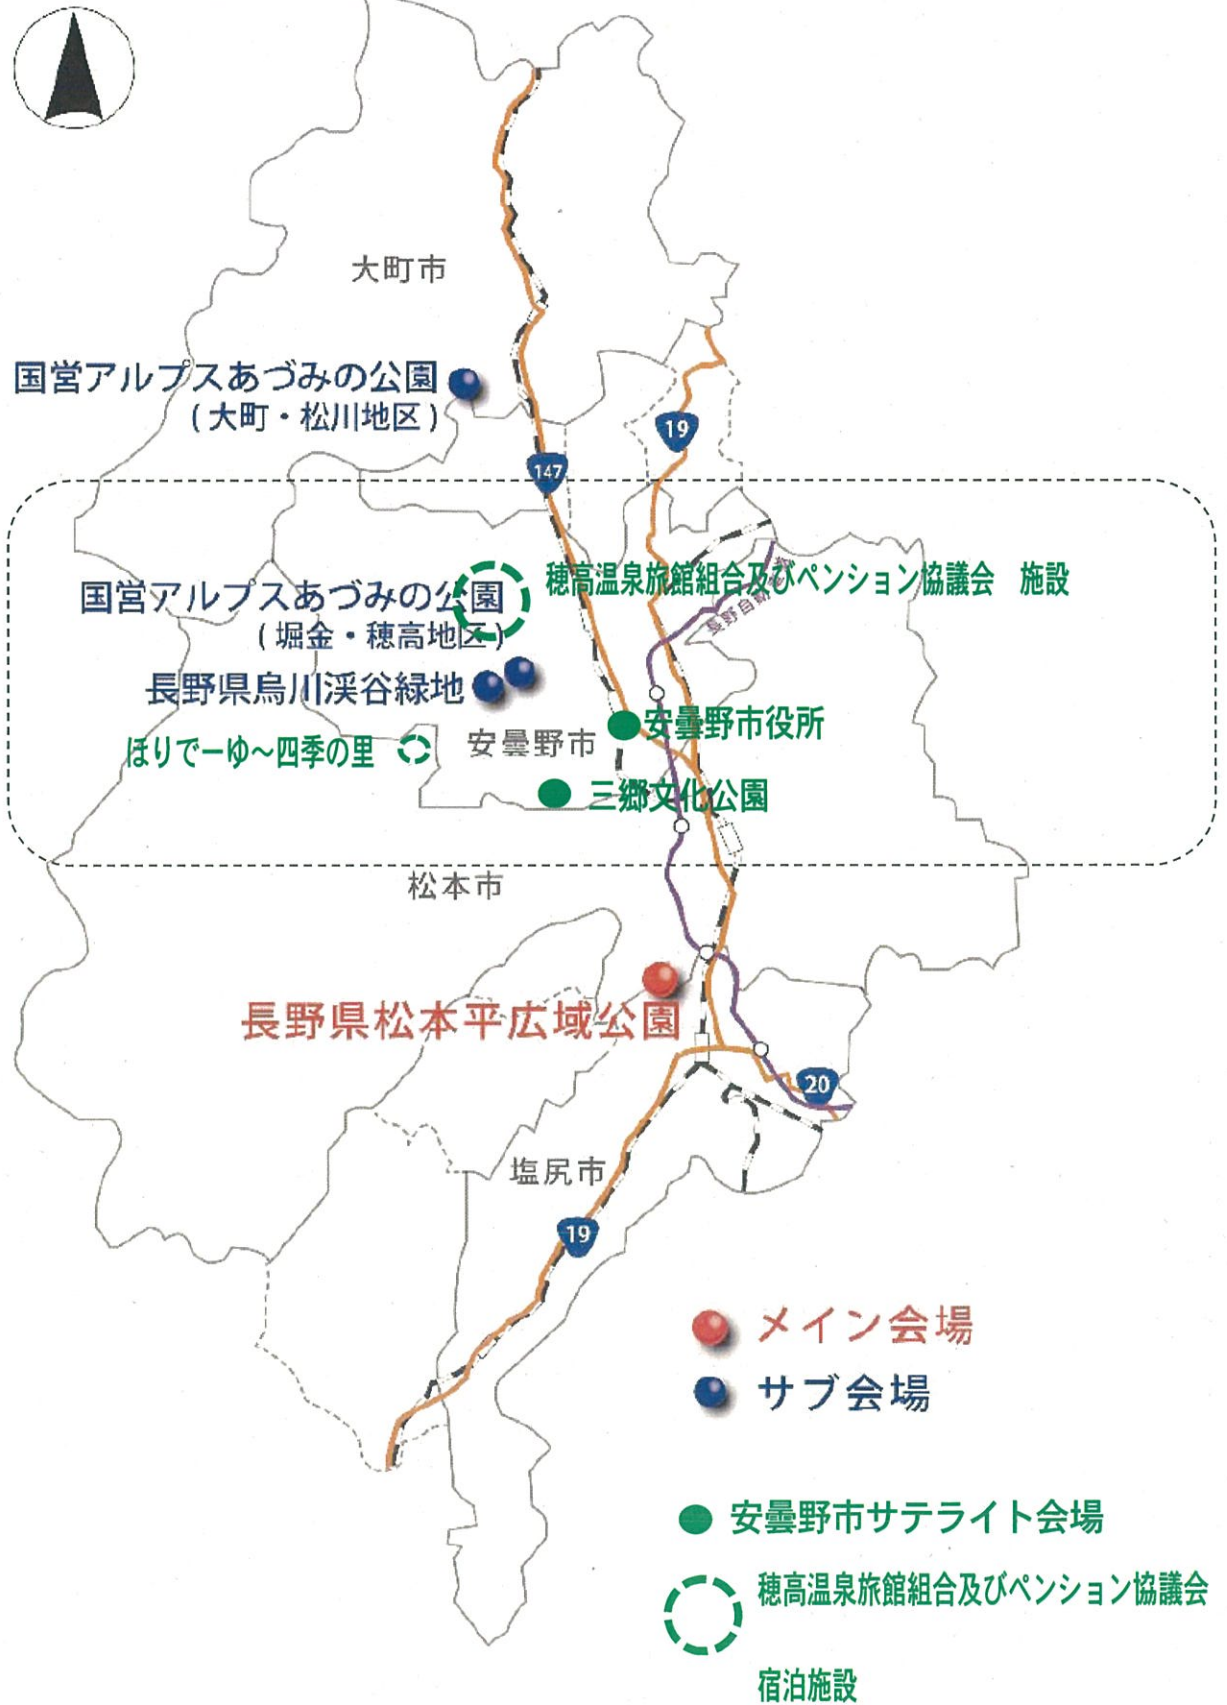 大町市
国営アルプスあづみの公園
(大町・松川地区)
19
147
穂高温泉旅館組合及びペンション協議会　施設
国営アルプスあづみの公園
(堀金・穂高地区)
長野自動
長野県烏川渓谷緑地
安曇野市役所
安曇野市
ほりでーゆ〜四季の里
三郷文化公園
松本市
長野県松本平広域公園
20
塩尻市
19
メイン会場
サブ会場
安曇野市サテライト会場
穂高温泉旅館組合及びペンション協議会
宿泊施設